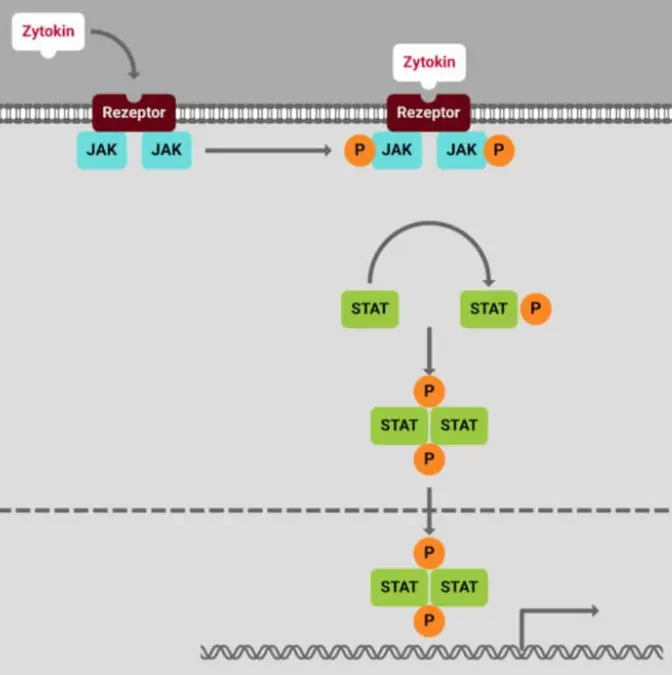 Zytokin
Zytokin
Rezeptor
Rezeptor
JAK JAK
P JAK JAK P
STAT
STAT P
P
STAT STAT
P
P
STAT STAT
P